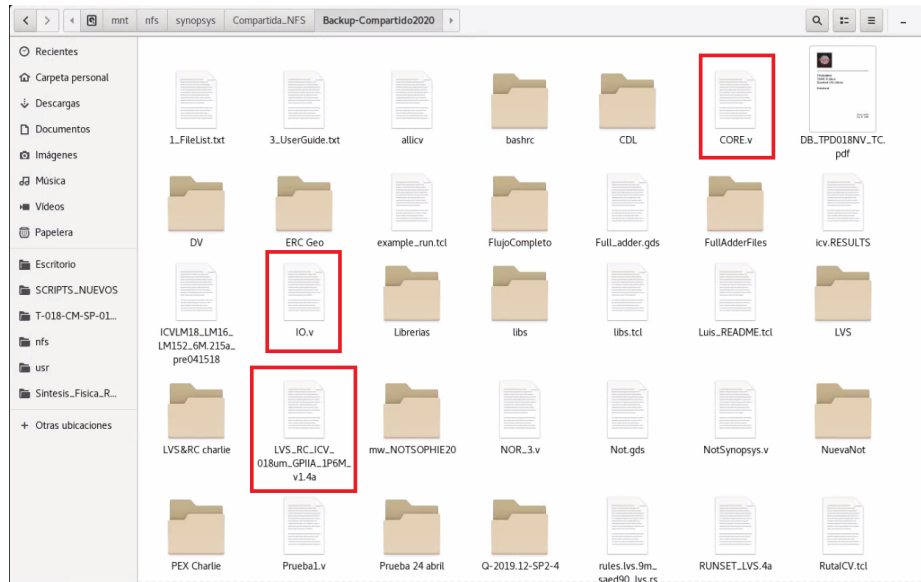 mnt nfs synopsys Compartida_NFS Backup-Compartido2020
Recientes
Carpeta personal
Descargas
Documentos
Imágenes
Música
Vídeos
Papelera
Escritorio
SCRIPTS_NUEVOS
T-018-CM-SP-01...
nfs
usr
Sintesis_Fisica_R...
+ Otras ubicaciones
1_FileList.txt
3_UserGuide.txt
allicv
bashrc
CDL
CORE.v
DB_TPD018NV_TC.
pdf
DV
ERC Geo
example_run.tcl
FlujoCompleto
Full_adder.gds
FullAdderFiles
icv.RESULTS
ICVLM18_LM16_
LM152_6M.215a_
pre041518
IO.v
Librerias
libs
libs.tcl
Luis_README.tcl
LVS
LVS&RC charlie
LVS_RC_ICV_
018um_GPIIA_1P6M_
v1.4a
mw_NOTSOPHIE20
NOR_3.v
Not.gds
NotSynopsys.v
NuevaNot
PEX Charlie
Prueba1.v
Prueba 24 abril
Q-2019.12-SP2-4
rules.lvs.9m_
saed90_lvs.rs
RUNSET_LVS.4a
RutaICV.tcl